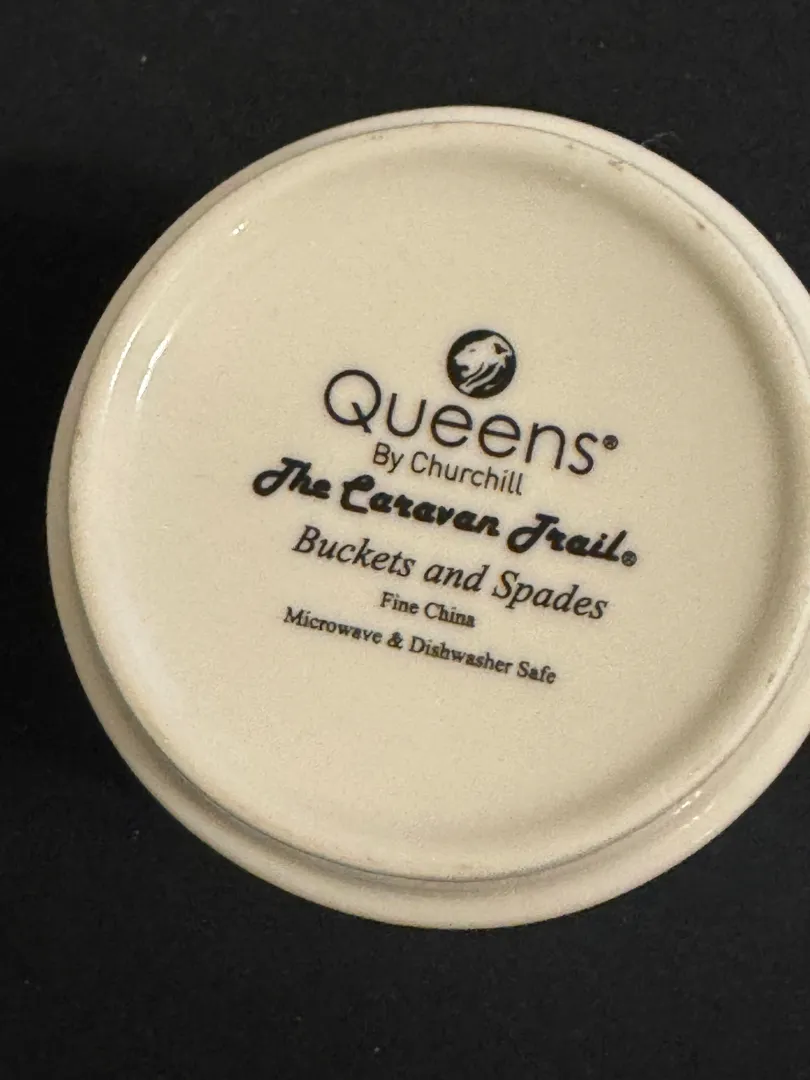 Queens®
By Churchill
The Caravan Trail®
Buckets and Spades
Fine China
Microwave & Dishwasher Safe